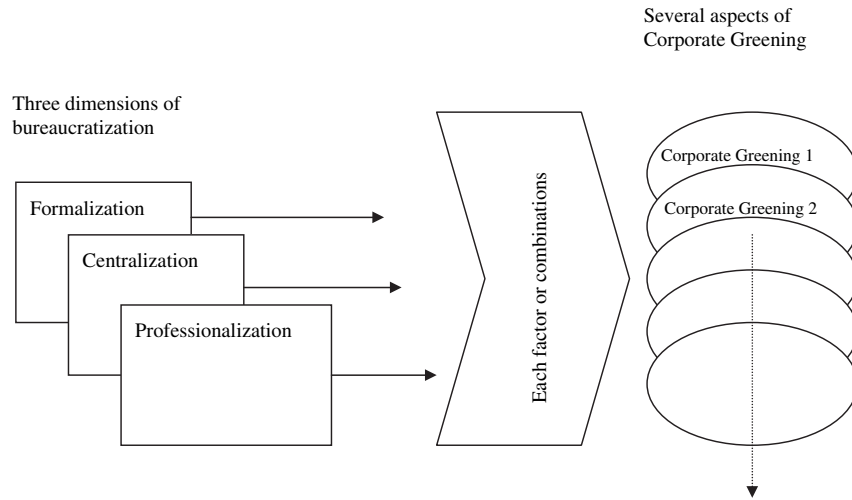 Several aspects of
Corporate Greening
Three dimensions of
bureaucratization
Formalization
Centralization
Professionalization
Each factor or combinations
Corporate Greening 1
Corporate Greening 2